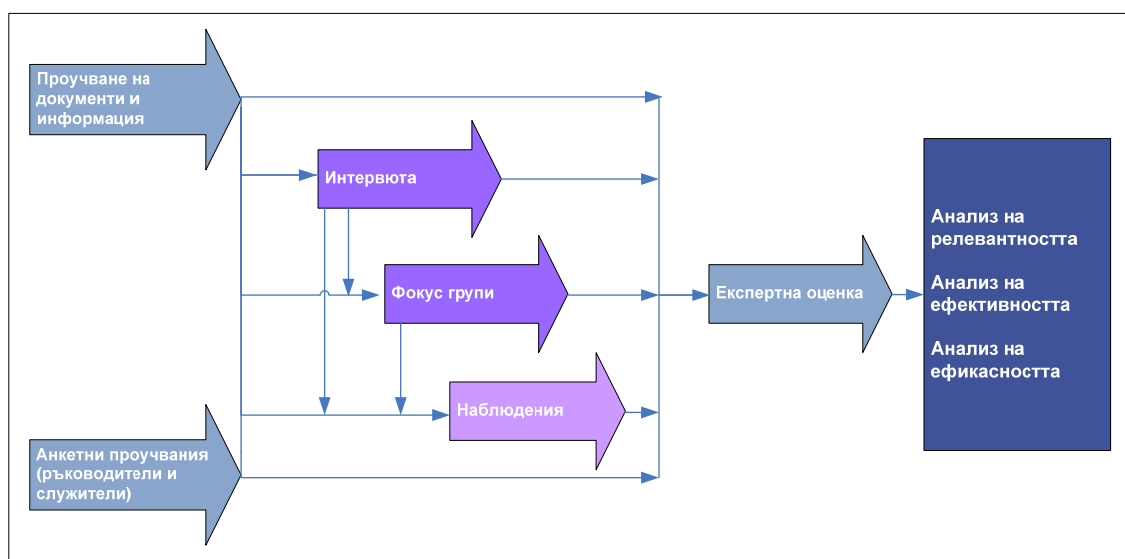 Проучване на
документи и
информация
Интервюта
Фокус групи
Наблюдения
Анкетни проучвания
(ръководители и
служители)
Експертна оценка
Анализ на
релевантността
Анализ на
ефективността
Анализ на
ефикасността